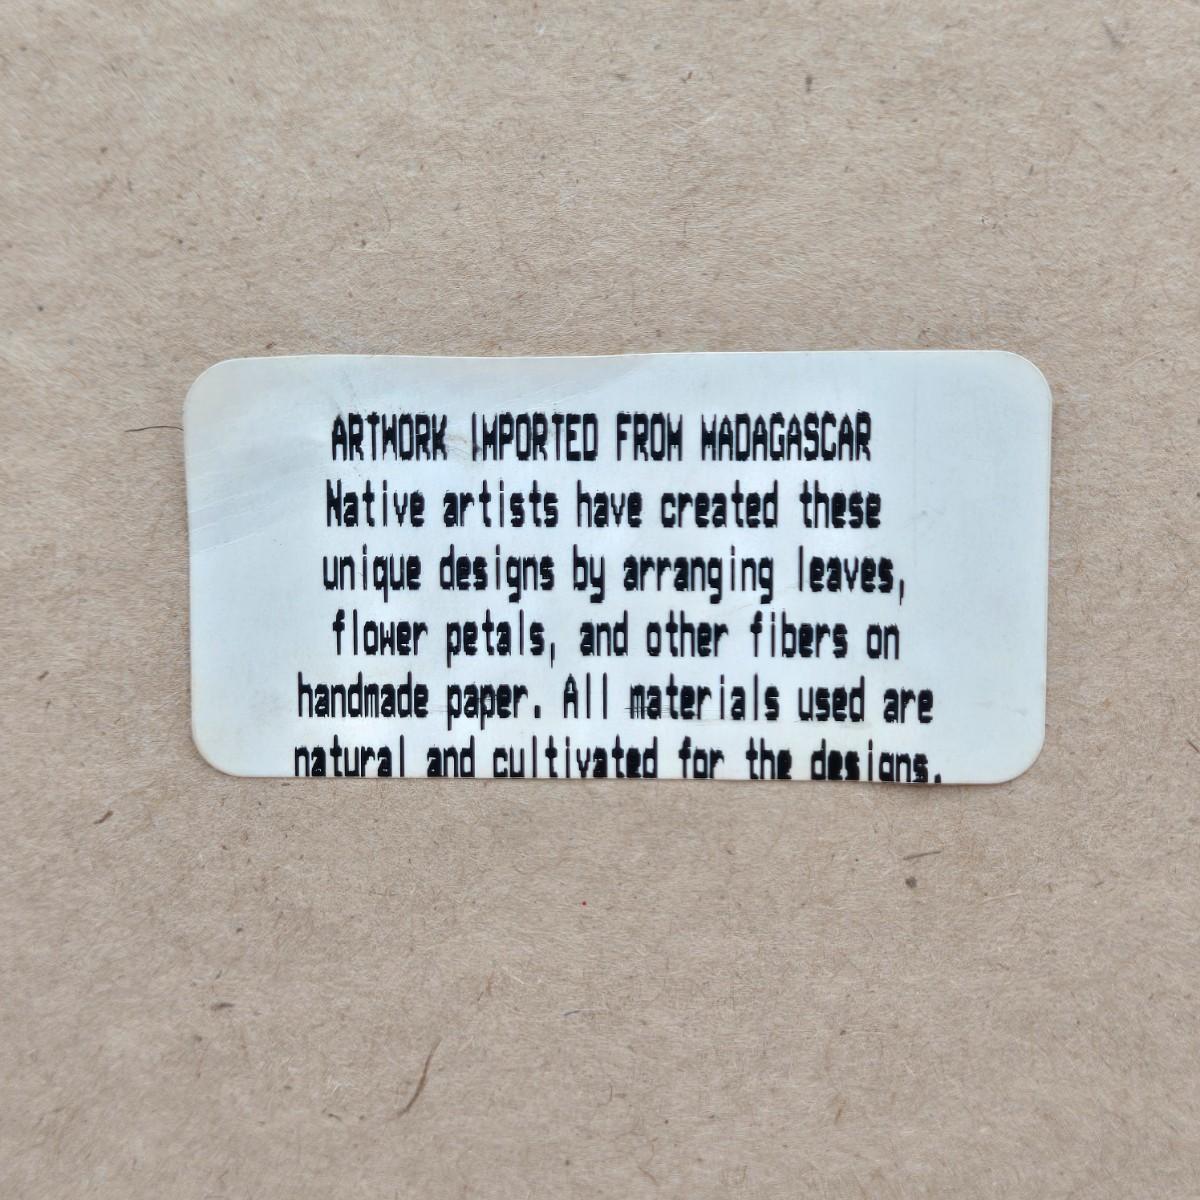 ARTWORK IMPORTED FROM MADAGASCAR
Native artists have created these
unique designs by arranging leaves,
flower petals, and other fibers on
handmade paper. All materials used are
natural and cultivated for the designs.